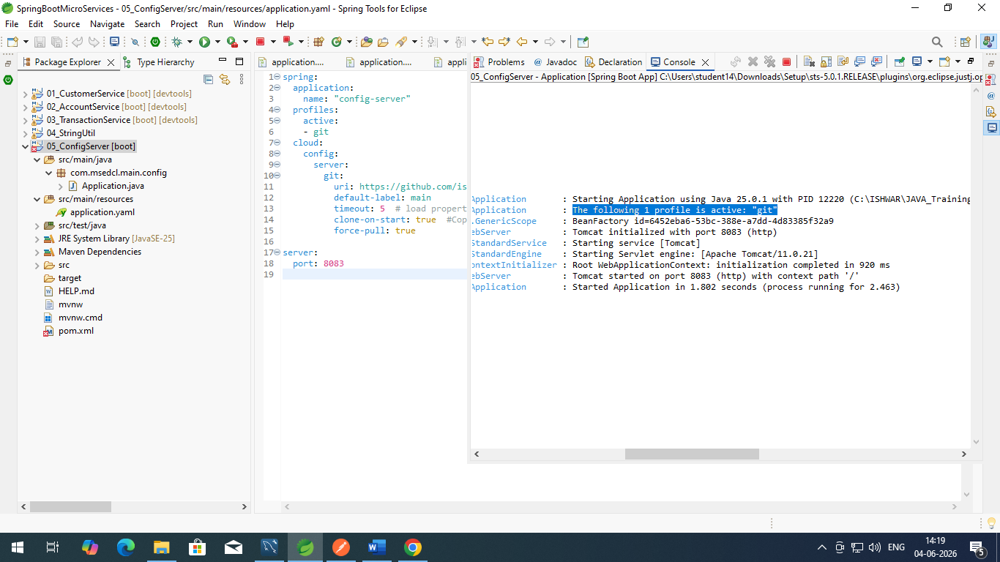 SpringBootMicroServices - 05_ConfigServer/src/main/resources/application.yaml - Spring Tools for Eclipse
File Edit Source Navigate Search Project Run Window Help
Package Explorer
Type Hierarchy
01_CustomerService [boot] [devtools]
02_AccountService [boot] [devtools]
03_TransactionService [boot] [devtools]
04_StringUtil
05_ConfigServer [boot]
src/main/java
com.msedcl.main.config
Application.java
src/main/resources
application.yaml
src/test/java
JRE System Library [JavaSE-25]
Maven Dependencies
src
target
HELP.md
mvnw
mvnw.cmd
pom.xml
application....
application....
appli
1 spring:
2 application:
3 name: "config-server"
4 profiles:
5 active:
6 - git
7 cloud:
8 config:
9 server:
10 git:
11 uri: https://github.com/is
12 default-label: main
13 timeout: 5 # load propert
14 clone-on-start: true #Cop
15 force-pull: true
16
17 server:
18 port: 8083
19
Problems @ Javadoc Declaration Console
05_ConfigServer - Application [Spring Boot App] C:\Users\student14\Downloads\Setup\sts-5.0.1.RELEASE\plugins\org.eclipse.justj.op
Application : Starting Application using Java 25.0.1 with PID 12220 (C:\ISHWAR\JAVA_Training
Application : The following 1 profile is active: "git"
.GenericScope : BeanFactory id=6452eba6-53bc-388e-a7dd-4d83385f32a9
ebServer : Tomcat initialized with port 8083 (http)
StandardService : Starting service [Tomcat]
StandardEngine : Starting Servlet engine: [Apache Tomcat/11.0.21]
ontextInitializer : Root WebApplicationContext: initialization completed in 920 ms
ebServer : Tomcat started on port 8083 (http) with context path '/'
Application : Started Application in 1.802 seconds (process running for 2.463)
ENG
14:19
04-06-2026
5